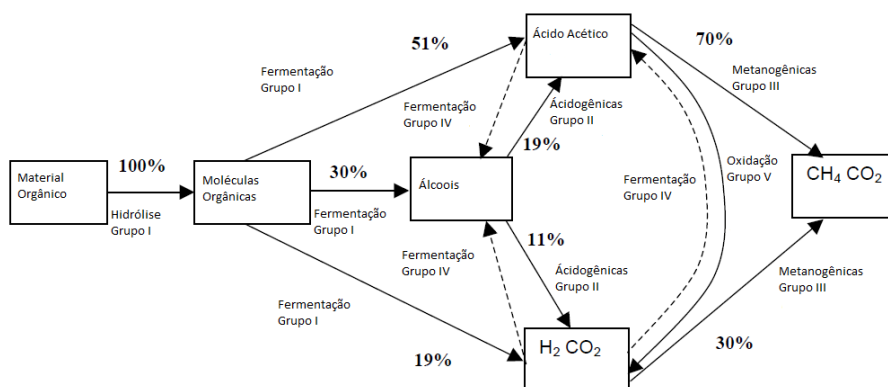 51%
Ácido Acético
70%
Fermentação
Grupo I
Metanogênicas
Grupo III
Fermentação
Grupo IV
Ácidogênicas
Grupo II
19%
100%
30%
Material
Orgânico
Moléculas
Orgânicas
Álcoois
Oxidação
Grupo V
CH4 CO2
Fermentação
Grupo IV
Hidrólise
Grupo I
Fermentação
Grupo I
11%
Fermentação
Grupo IV
Ácidogênicas
Grupo II
Metanogênicas
Grupo III
Fermentação
Grupo I
H2 CO2
30%
19%